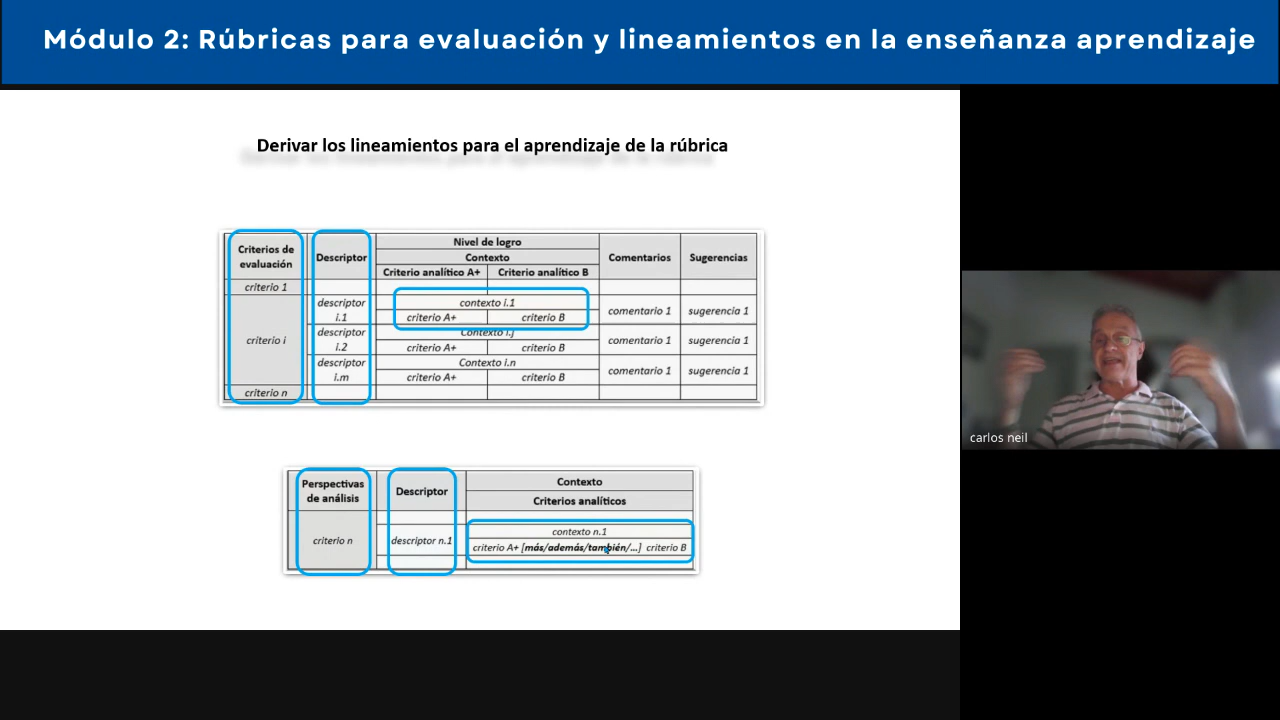 Módulo 2: Rúbricas para evaluación y lineamientos en la enseñanza aprendizaje
Derivar los lineamientos para el aprendizaje de la rúbrica
Criterios de evaluación Descriptor Nivel de logro Comentarios Sugerencias
Contexto
Criterio analítico A+ Criterio analítico B
criterio 1
criterio i descriptor i.1 contexto i.1 comentario 1 sugerencia 1
criterio A+ criterio B
descriptor i.2 Contexto i.j comentario 1 sugerencia 1
criterio A+ criterio B
descriptor i.m Contexto i.n comentario 1 sugerencia 1
criterio A+ criterio B
criterio n
Perspectivas de análisis Descriptor Contexto
Criterios analíticos
criterio n descriptor n.1 contexto n.1
criterio A+ [más/además/también/...] criterio B
carlos neil